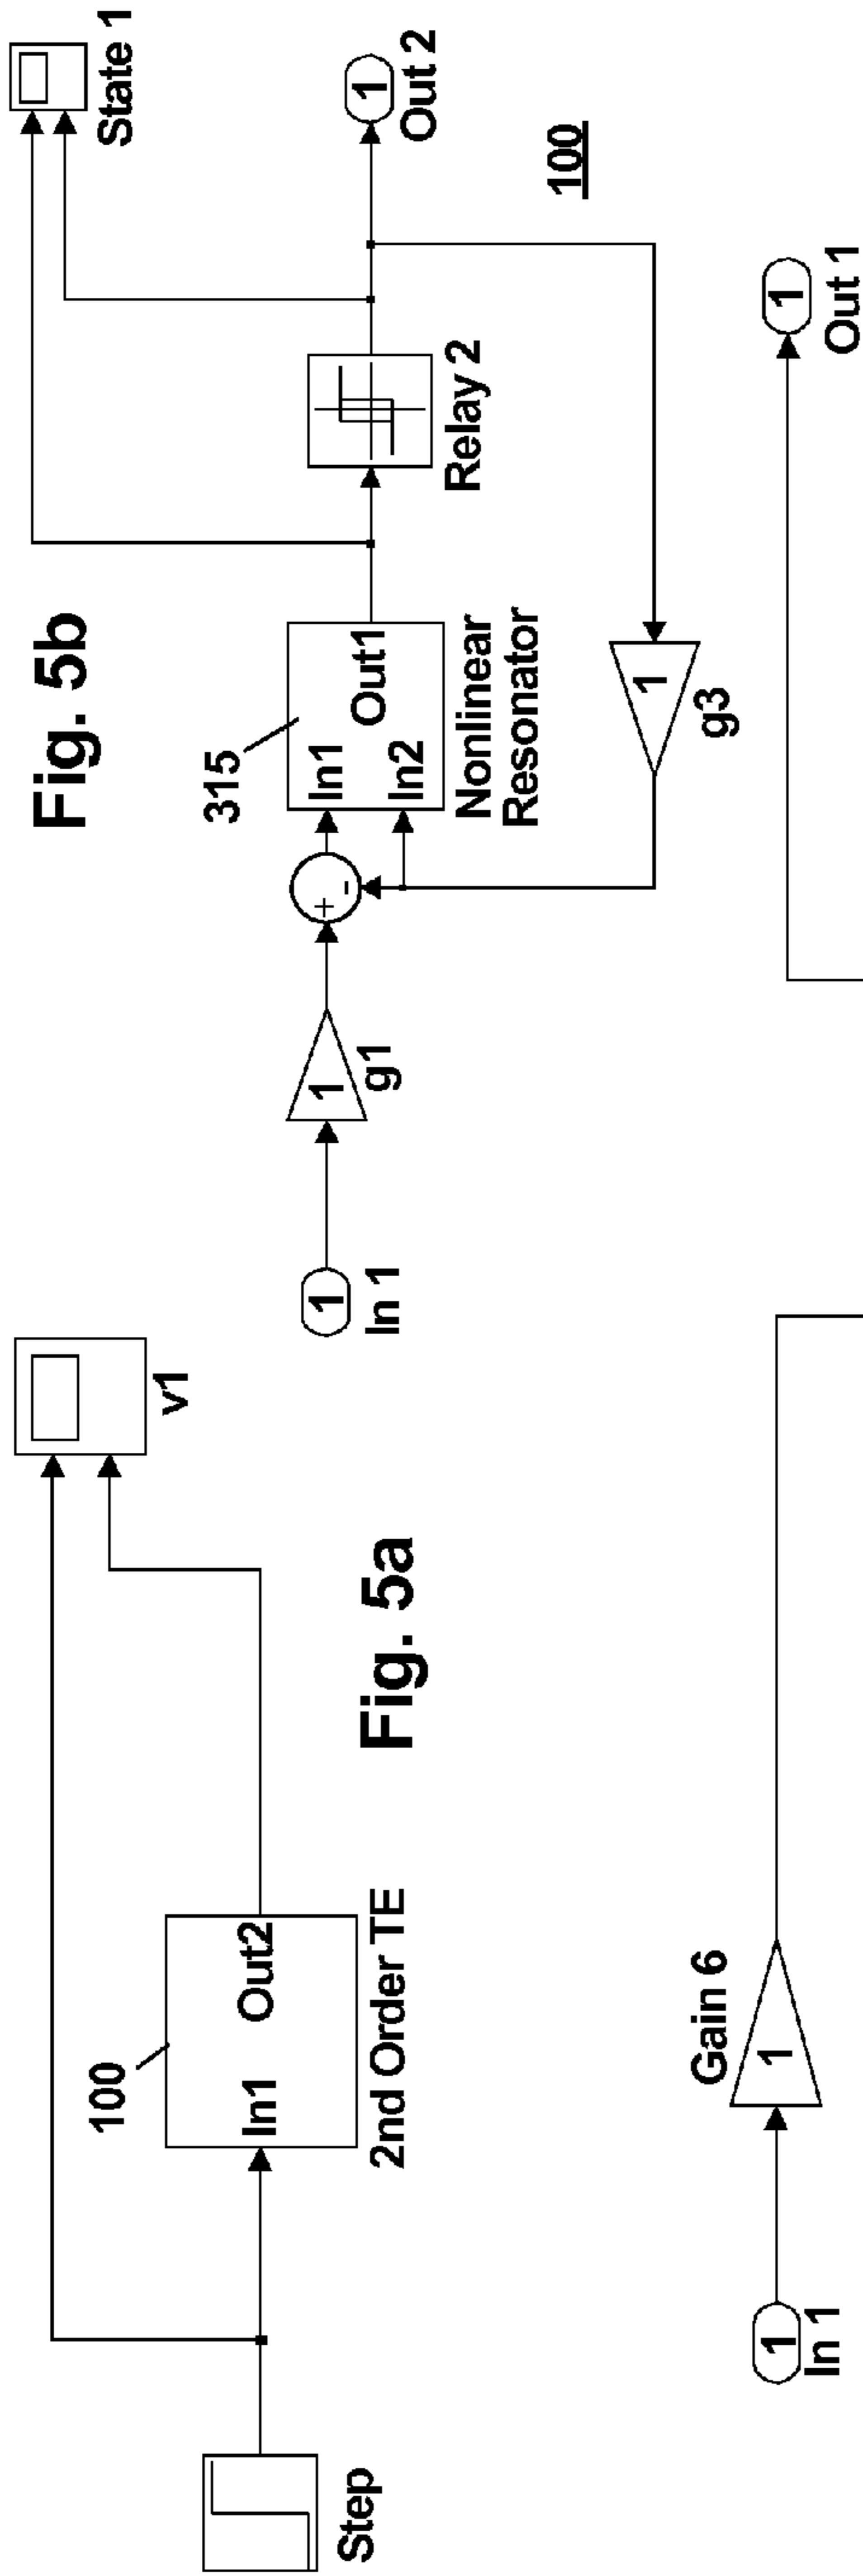 Step
100
In1
Out2
2nd Order TE
v1
Fig. 5a
1
In 1
1
g1
+
-
315
In1
In2
Out1
Nonlinear
Resonator
Fig. 5b
Relay 2
State 1
1
Out 2
1
g3
100
1
In 1
Gain 6
1
1
Out 1